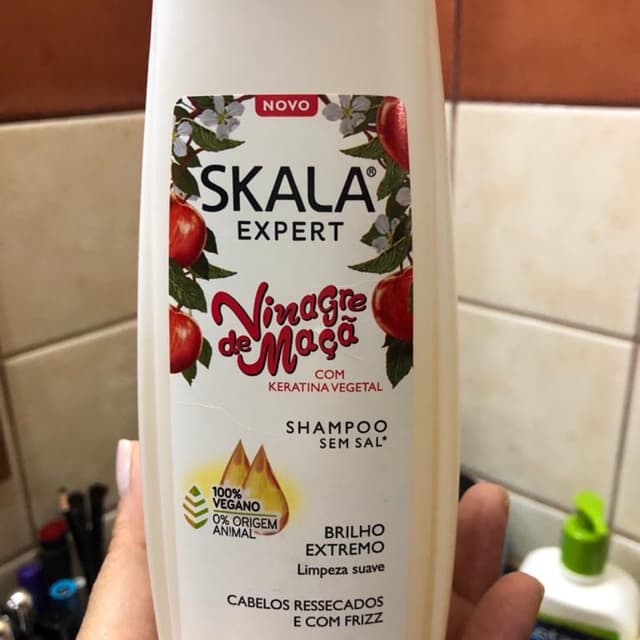 NOVO
SKALA®
EXPERT
Vinagre
de Maçã
COM
KERATINA VEGETAL
SHAMPOO
SEM SAL*
100%
VEGANO
0% ORIGEM
ANIMAL
BRILHO
EXTREMO
Limpeza suave
CABELOS RESSECADOS
E COM FRIZZ